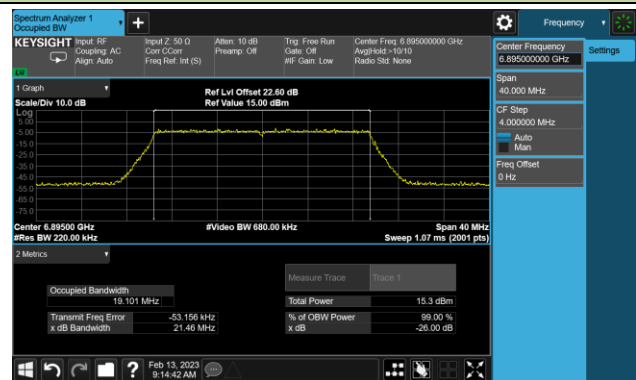 Spectrum Analyzer 1
Occupied BW
+
Frequency
KEYSIGHT
Input: RF
Coupling: AC
Align: Auto
Input Z: 50 Ω
Corr CCorr
Freq Ref: Int (S)
Atten: 10 dB
Preamp: Off
Trig: Free Run
Gate: Off
#IF Gain: Low
Center Freq: 6.895000000 GHz
Avg|Hold:>10/10
Radio Std: None
LW
Center Frequency
6.895000000 GHz
Settings
Span
40.000 MHz
CF Step
4.000000 MHz
Auto
Man
Freq Offset
0 Hz
1 Graph
Scale/Div 10.0 dB
Ref Lvl Offset 22.60 dB
Ref Value 15.00 dBm
Log
5.00
-5.00
-15.0
-25.0
-35.0
-45.0
-55.0
-65.0
-75.0
Center 6.89500 GHz
#Res BW 220.00 kHz
#Video BW 680.00 kHz
Span 40 MHz
Sweep 1.07 ms (2001 pts)
2 Metrics
Measure Trace
Trace 1
Occupied Bandwidth
19.101 MHz
Total Power
15.3 dBm
Transmit Freq Error
-53.156 kHz
% of OBW Power
99.00 %
x dB Bandwidth
21.46 MHz
x dB
-26.00 dB
?
Feb 13, 2023
9:14:42 AM